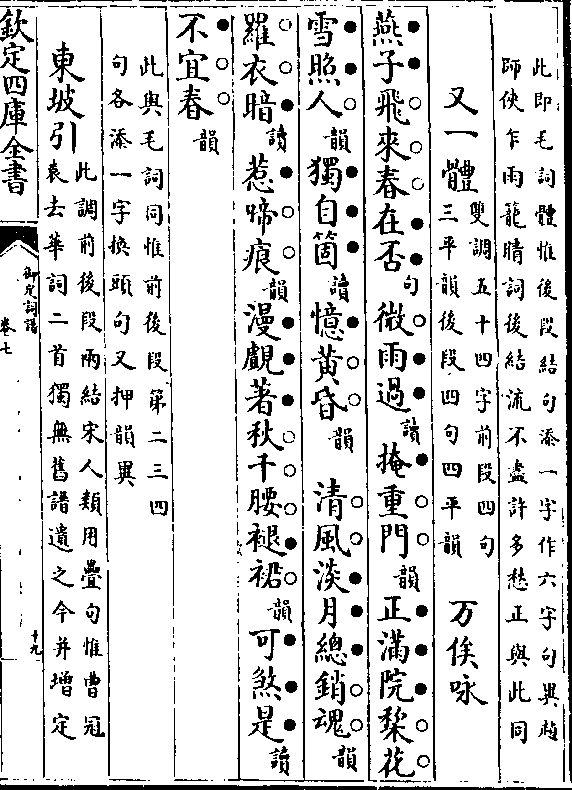 此即毛詞體惟後段結句添一字作六字句異趙
師俠乍雨籠晴詞後結流不盡許多愁正與此同
又一體雙調五十四字前段四句三平韻後段四句四平韻 万俟咏
燕子飛來春在否句微雨過讀掩重門韻正滿院棃花
雪照人韻獨自箇讀憶黄昏韻 清風淡月總銷魂韻
羅衣暗讀惹啼痕韻漫覷著秋千腰褪裙韻可煞是讀
不宜春韻
此與毛詞同惟前後段第二三四
句各添一字換頭句又押韻異
東坡引此調前後段兩結宋人類用疊句惟曹冠袁去華詞二首獨無舊譜遺之今并增定
欽定四庫全書
御定詞譜
卷七
十九